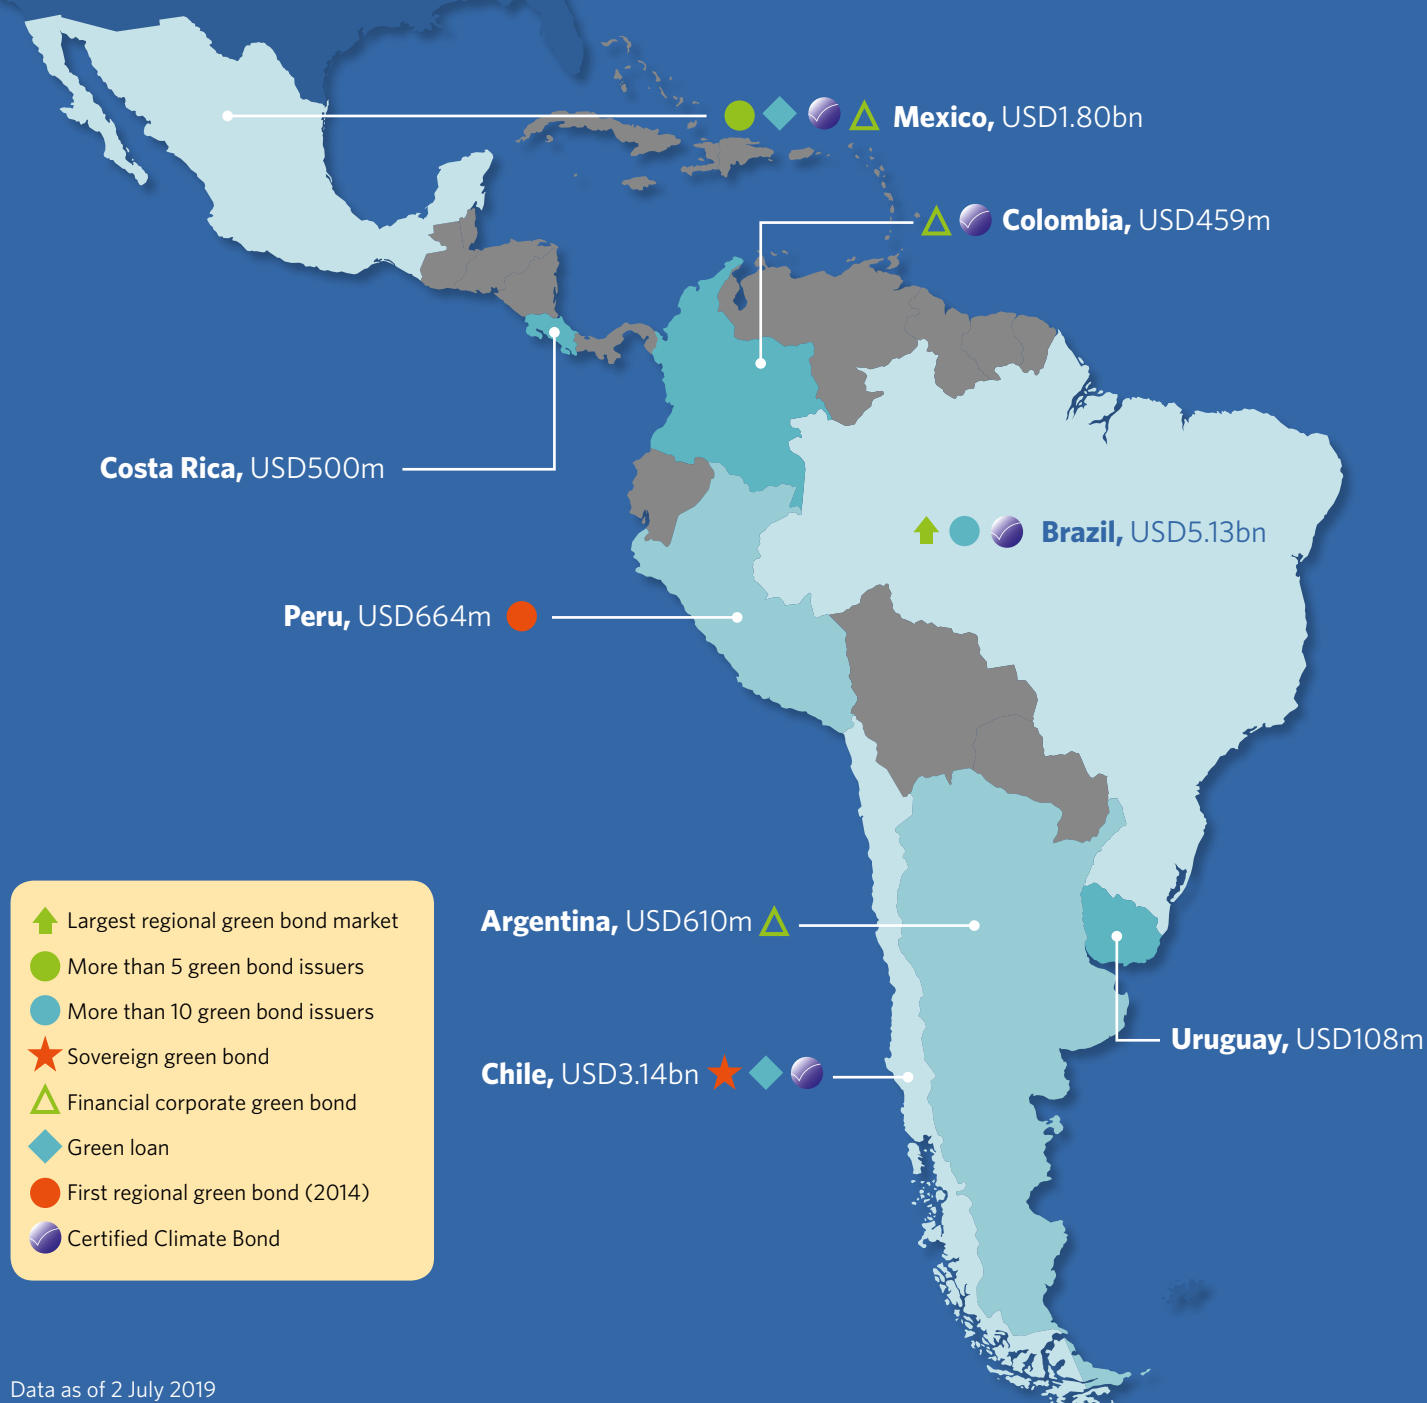 Mexico, USD1.80bn
Colombia, USD459m
Costa Rica, USD500m
Brazil, USD5.13bn
Peru, USD664m
Argentina, USD610m
Uruguay, USD108m
Chile, USD3.14bn
Largest regional green bond market
More than 5 green bond issuers
More than 10 green bond issuers
Sovereign green bond
Financial corporate green bond
Green loan
First regional green bond (2014)
Certified Climate Bond
Data as of 2 July 2019